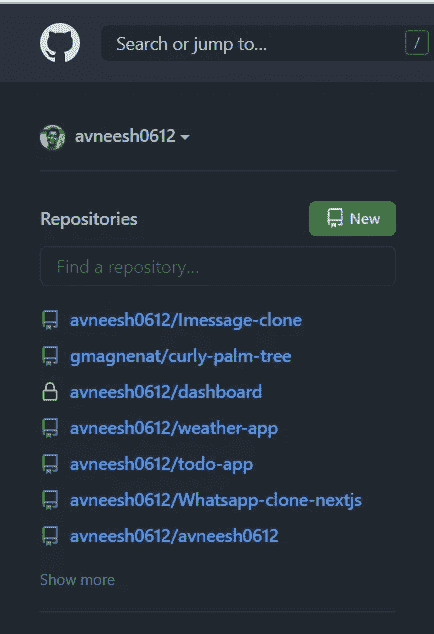 Search or jump to...
/
avneesh0612
Repositories
New
Find a repository...
avneesh0612/Imessage-clone
gmagnenat/curly-palm-tree
avneesh0612/dashboard
avneesh0612/weather-app
avneesh0612/todo-app
avneesh0612/Whatsapp-clone-nextjs
avneesh0612/avneesh0612
Show more